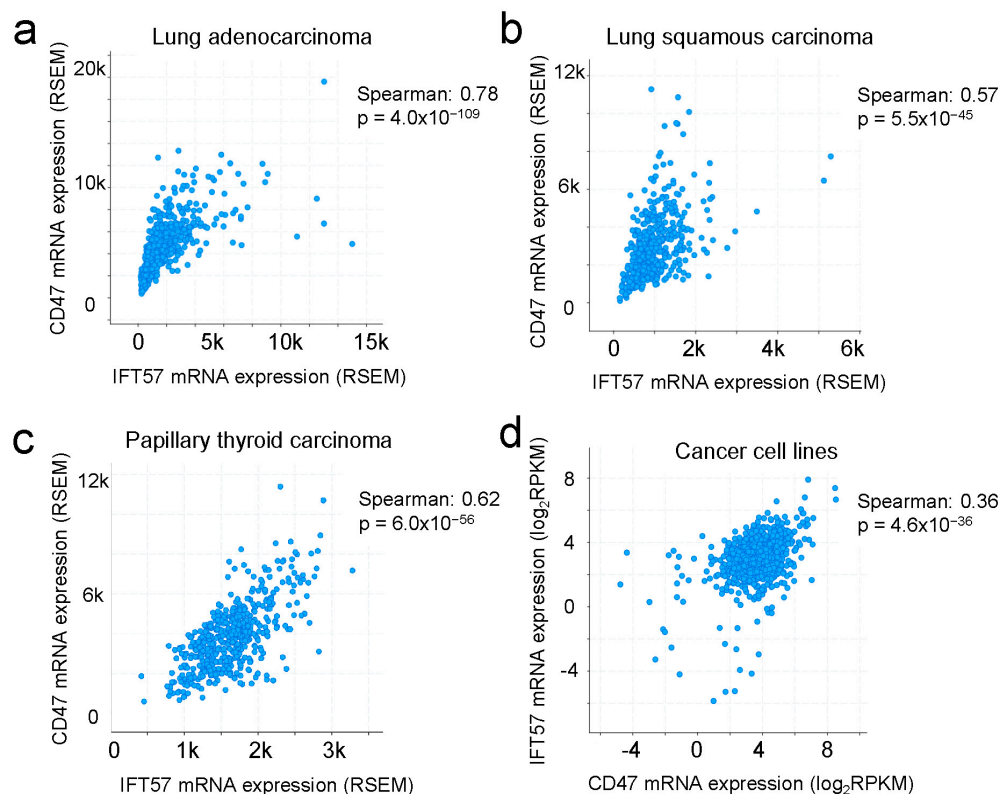 a
Lung adenocarcinoma
CD47 mRNA expression (RSEM)
20k
10k
0
Spearman: 0.78
p = 4.0x10⁻¹⁰⁹
0 5k 10k 15k
IFT57 mRNA expression (RSEM)
b
Lung squamous carcinoma
CD47 mRNA expression (RSEM)
12k
6k
0
Spearman: 0.57
p = 5.5x10⁻⁴⁵
0 2k 4k 6k
IFT57 mRNA expression (RSEM)
c
Papillary thyroid carcinoma
CD47 mRNA expression (RSEM)
12k
6k
0
Spearman: 0.62
p = 6.0x10⁻⁵⁶
0 1k 2k 3k
IFT57 mRNA expression (RSEM)
d
Cancer cell lines
IFT57 mRNA expression (log₂RPKM)
8
4
0
-4
Spearman: 0.36
p = 4.6x10⁻³⁶
-4 0 4 8
CD47 mRNA expression (log₂RPKM)